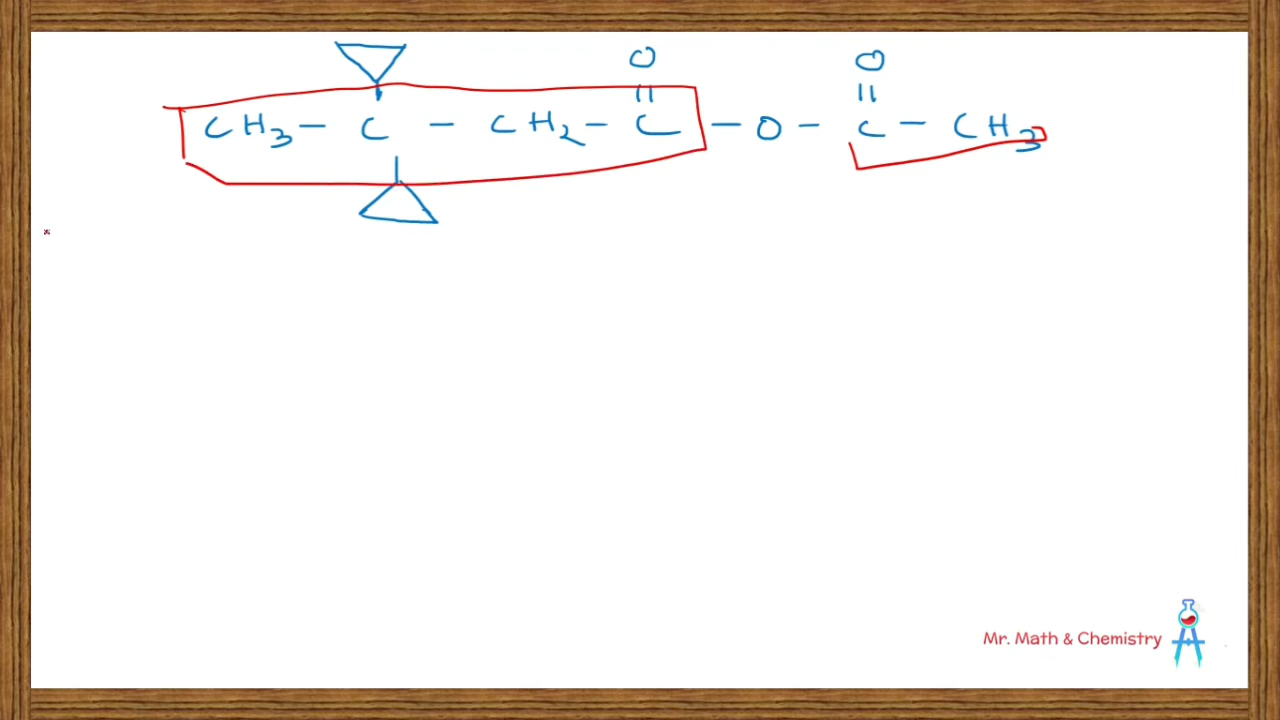 O O
|| ||
CH3 – C – CH2 – C – O – C – CH3
Mr. Math & Chemistry